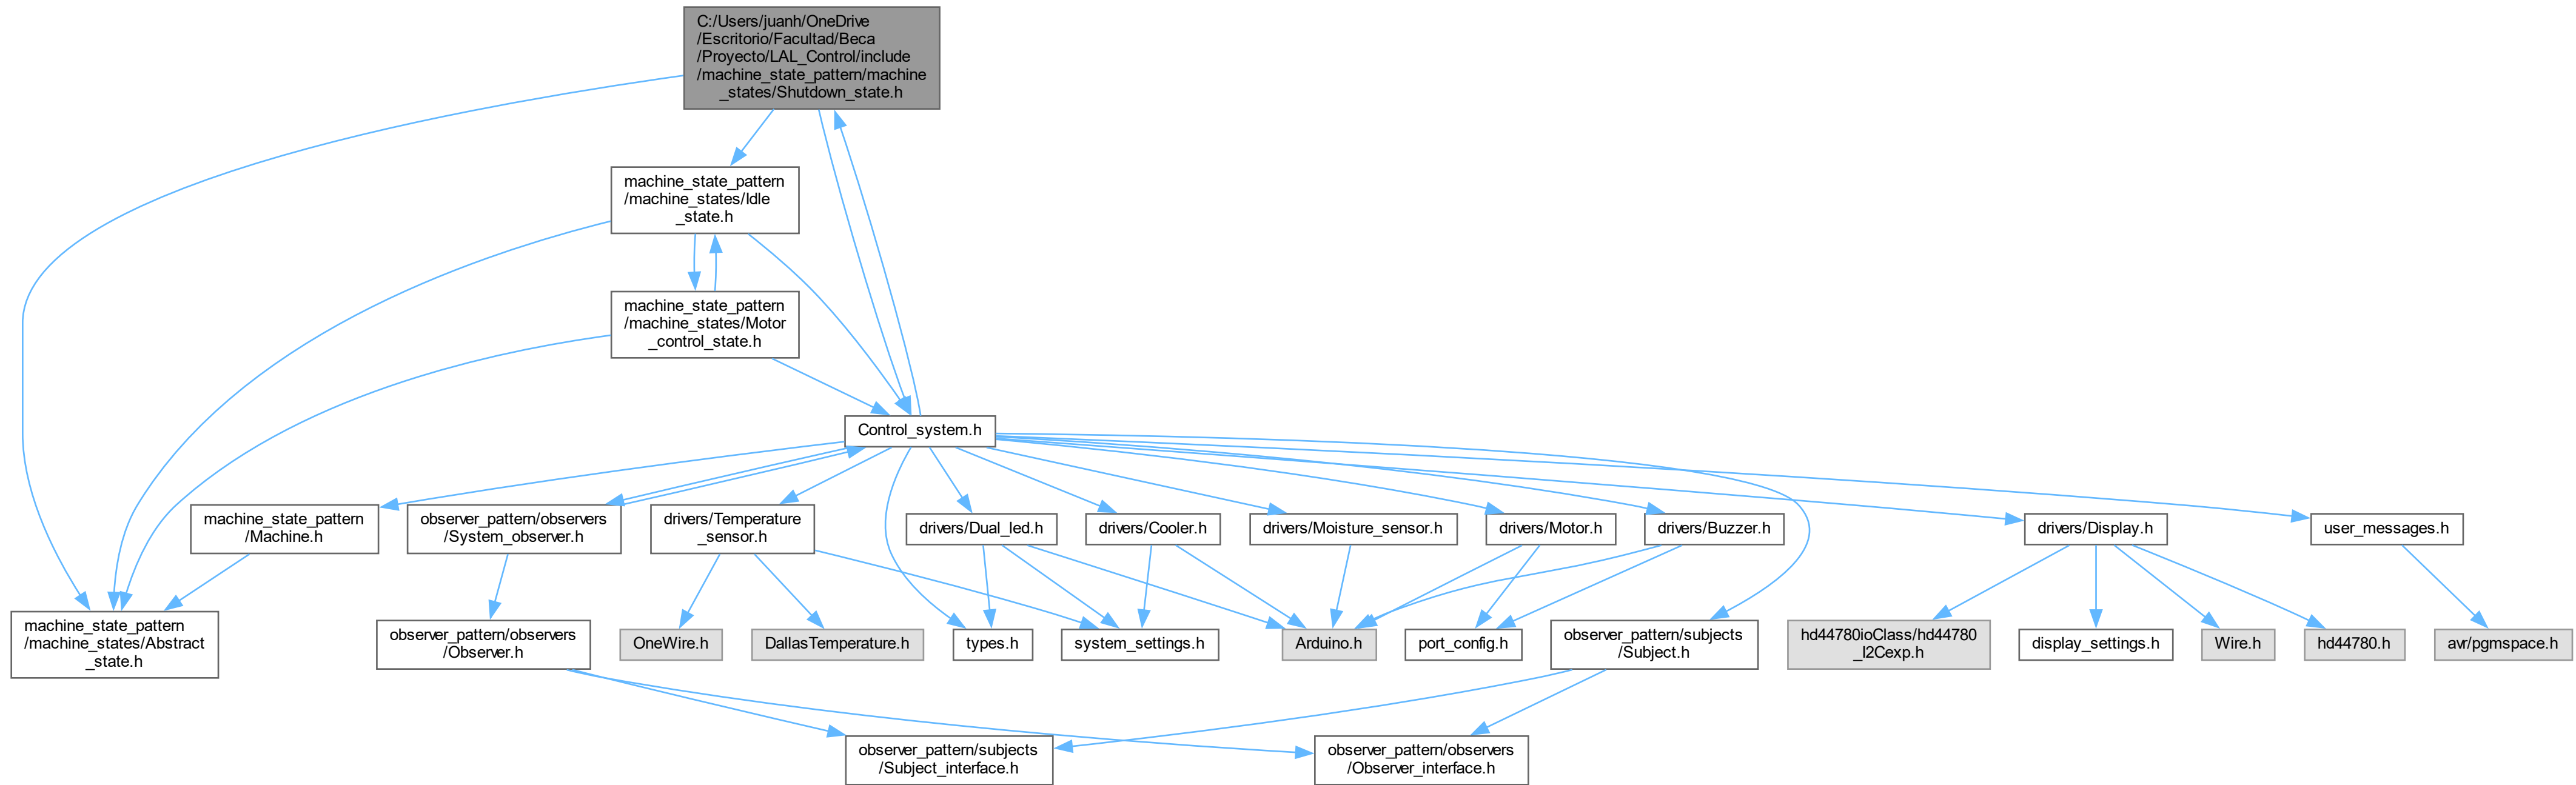 C:/Users/juanh/OneDrive
/Escritorio/Facultad/Beca
/Proyecto/LAL_Control/include
/machine_state_pattern/machine
_states/Shutdown_state.h
machine_state_pattern
/machine_states/Idle
_state.h
machine_state_pattern
/machine_states/Motor
_control_state.h
Control_system.h
machine_state_pattern
/Machine.h
observer_pattern/observers
/System_observer.h
drivers/Temperature
_sensor.h
drivers/Dual_led.h
drivers/Cooler.h
drivers/Moisture_sensor.h
drivers/Motor.h
drivers/Buzzer.h
drivers/Display.h
user_messages.h
machine_state_pattern
/machine_states/Abstract
_state.h
observer_pattern/observers
/Observer.h
OneWire.h
DallasTemperature.h
types.h
system_settings.h
Arduino.h
port_config.h
observer_pattern/subjects
/Subject.h
hd44780ioClass/hd44780
_I2Cexp.h
display_settings.h
Wire.h
hd44780.h
avr/pgmspace.h
observer_pattern/subjects
/Subject_interface.h
observer_pattern/observers
/Observer_interface.h